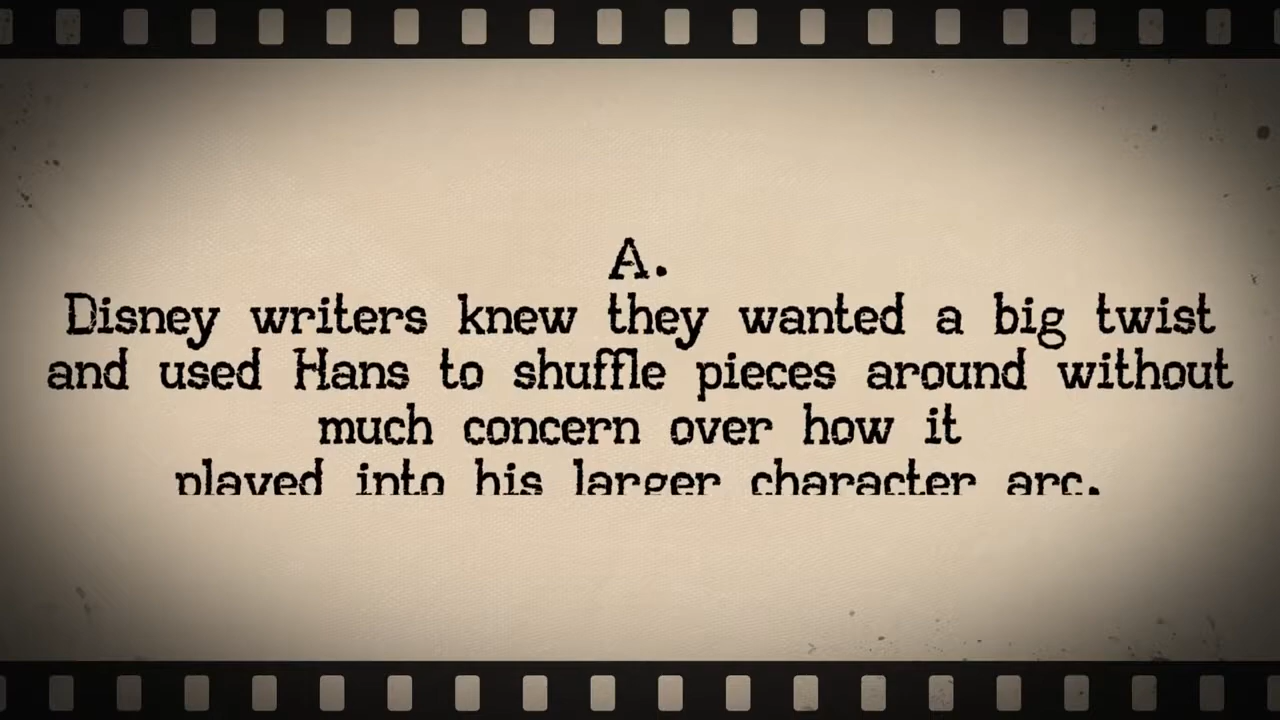 A.
Disney writers knew they wanted a big twist
and used Hans to shuffle pieces around without
much concern over how it
played into his larger character arc.